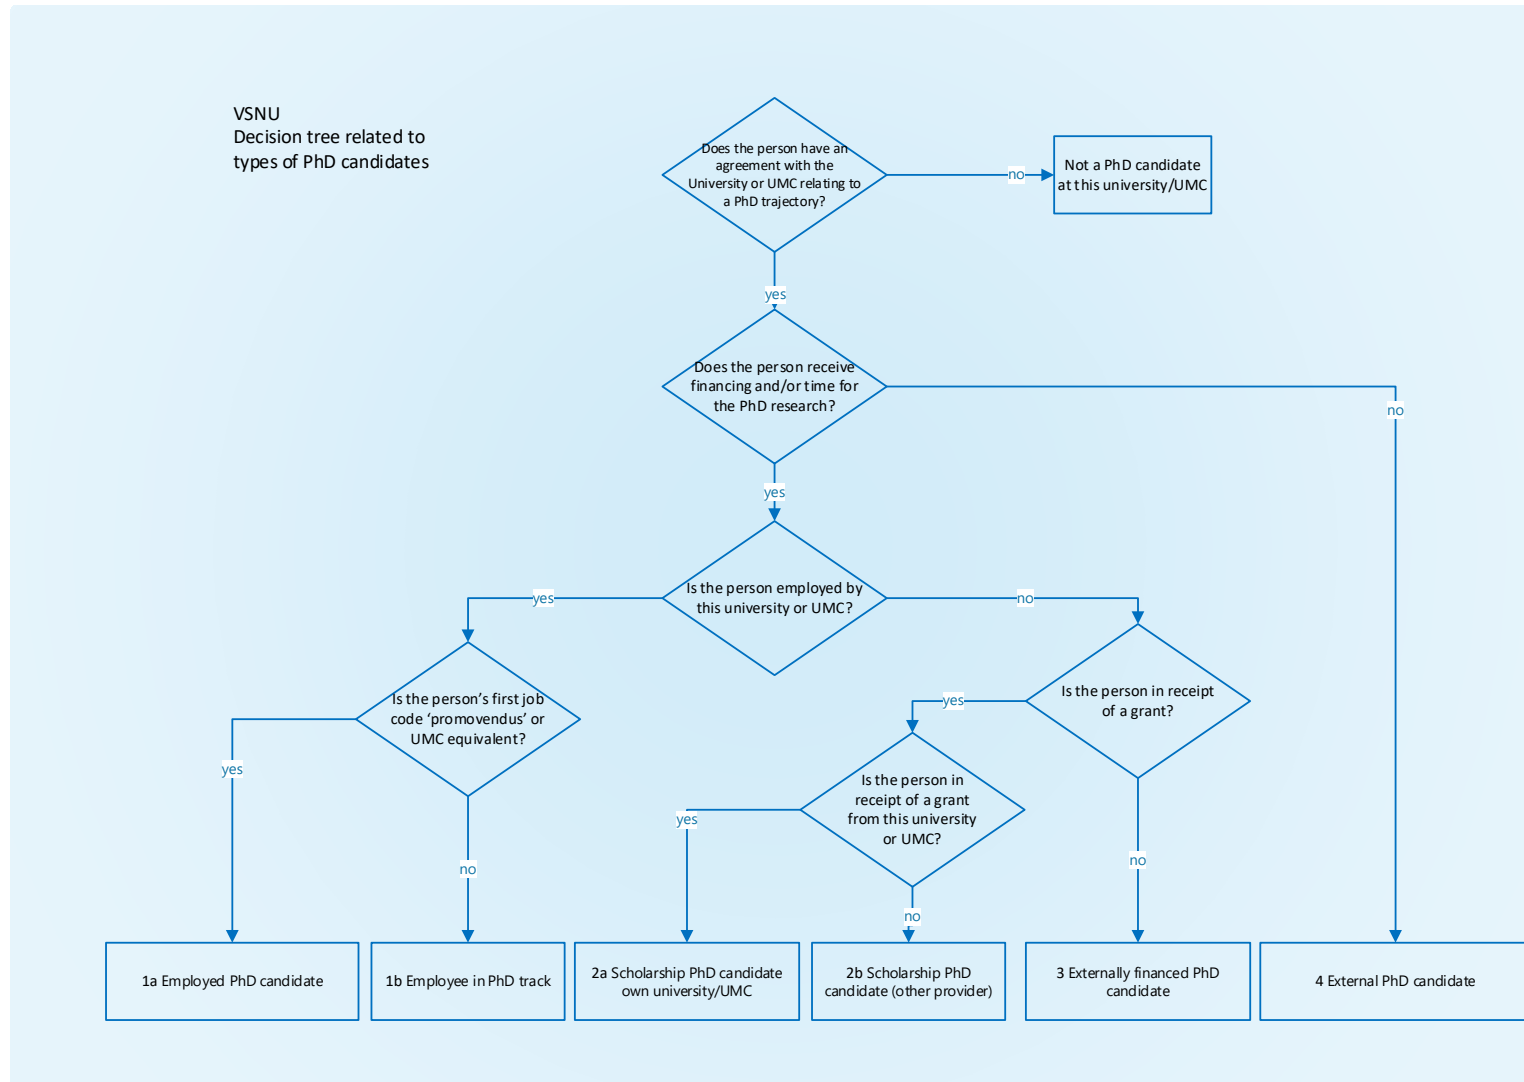 VSNU
Decision tree related to
types of PhD candidates
Does the person have an
agreement with the
University or UMC relating to
a PhD trajectory?
no
Not a PhD candidate
at this university/UMC
yes
Does the person receive
financing and/or time for
the PhD research?
no
yes
Is the person employed by
this university or UMC?
yes
no
Is the person’s first job
code ‘promovendus’ or
UMC equivalent?
Is the person in receipt
of a grant?
yes
yes
Is the person in
receipt of a grant
from this university
or UMC?
yes
no
no
no
1a Employed PhD candidate
1b Employee in PhD track
2a Scholarship PhD candidate
own university/UMC
2b Scholarship PhD
candidate (other provider)
3 Externally financed PhD
candidate
4 External PhD candidate